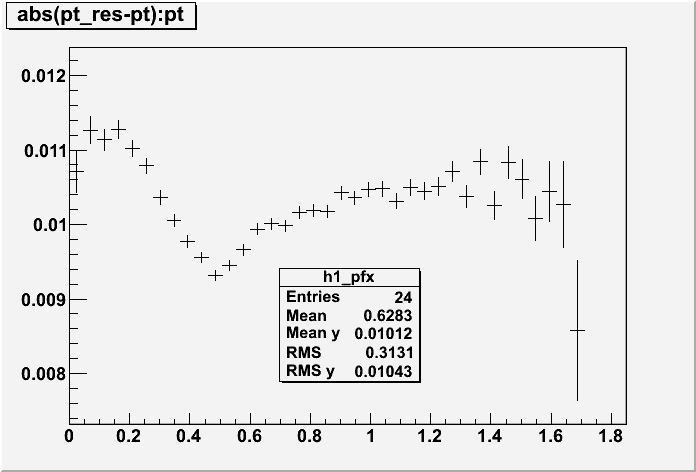 abs(pt_res-pt):pt
0.012
0.011
0.01
0.009
0.008
h1_pfx
Entries 24
Mean 0.6283
Mean y 0.01012
RMS 0.3131
RMS y 0.01043
0 0.2 0.4 0.6 0.8 1 1.2 1.4 1.6 1.8